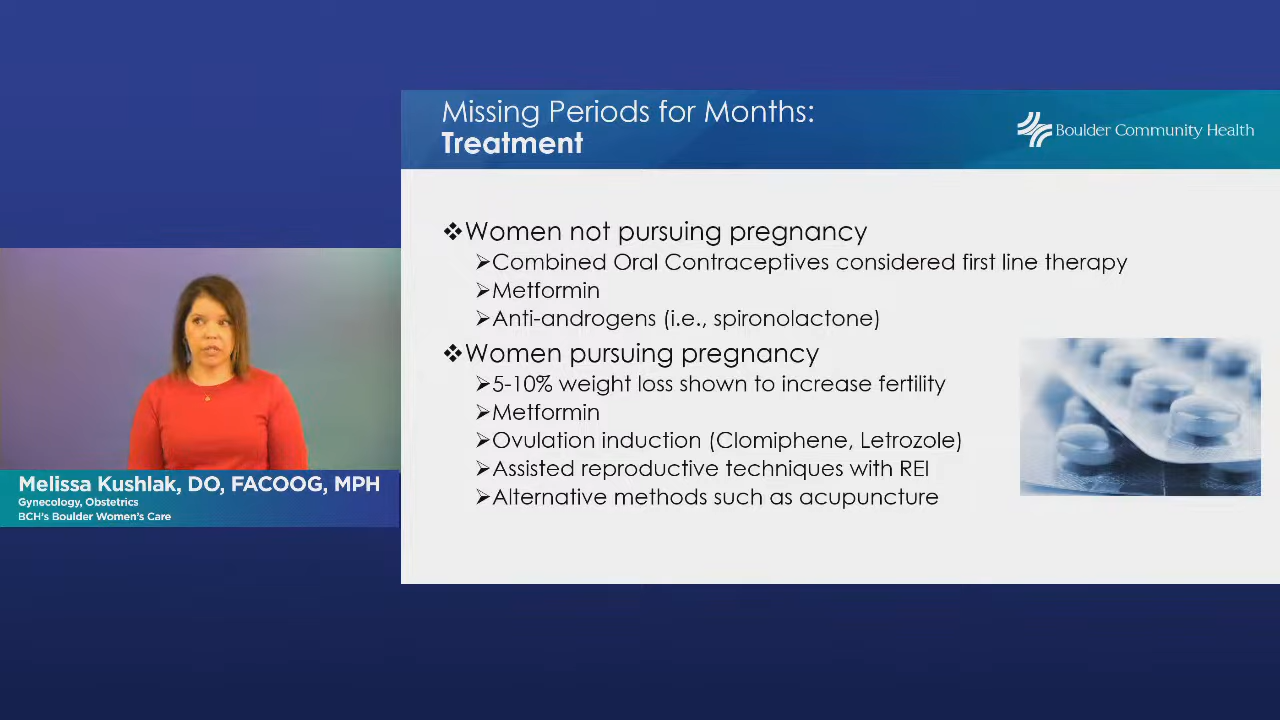 Missing Periods for Months:
Treatment
Boulder Community Health
❖Women not pursuing pregnancy
➢Combined Oral Contraceptives considered first line therapy
➢Metformin
➢Anti-androgens (i.e., spironolactone)
❖Women pursuing pregnancy
➢5-10% weight loss shown to increase fertility
➢Metformin
➢Ovulation induction (Clomiphene, Letrozole)
➢Assisted reproductive techniques with REI
➢Alternative methods such as acupuncture
Melissa Kushlak, DO, FACOOG, MPH
Gynecology, Obstetrics
BCH's Boulder Women's Care